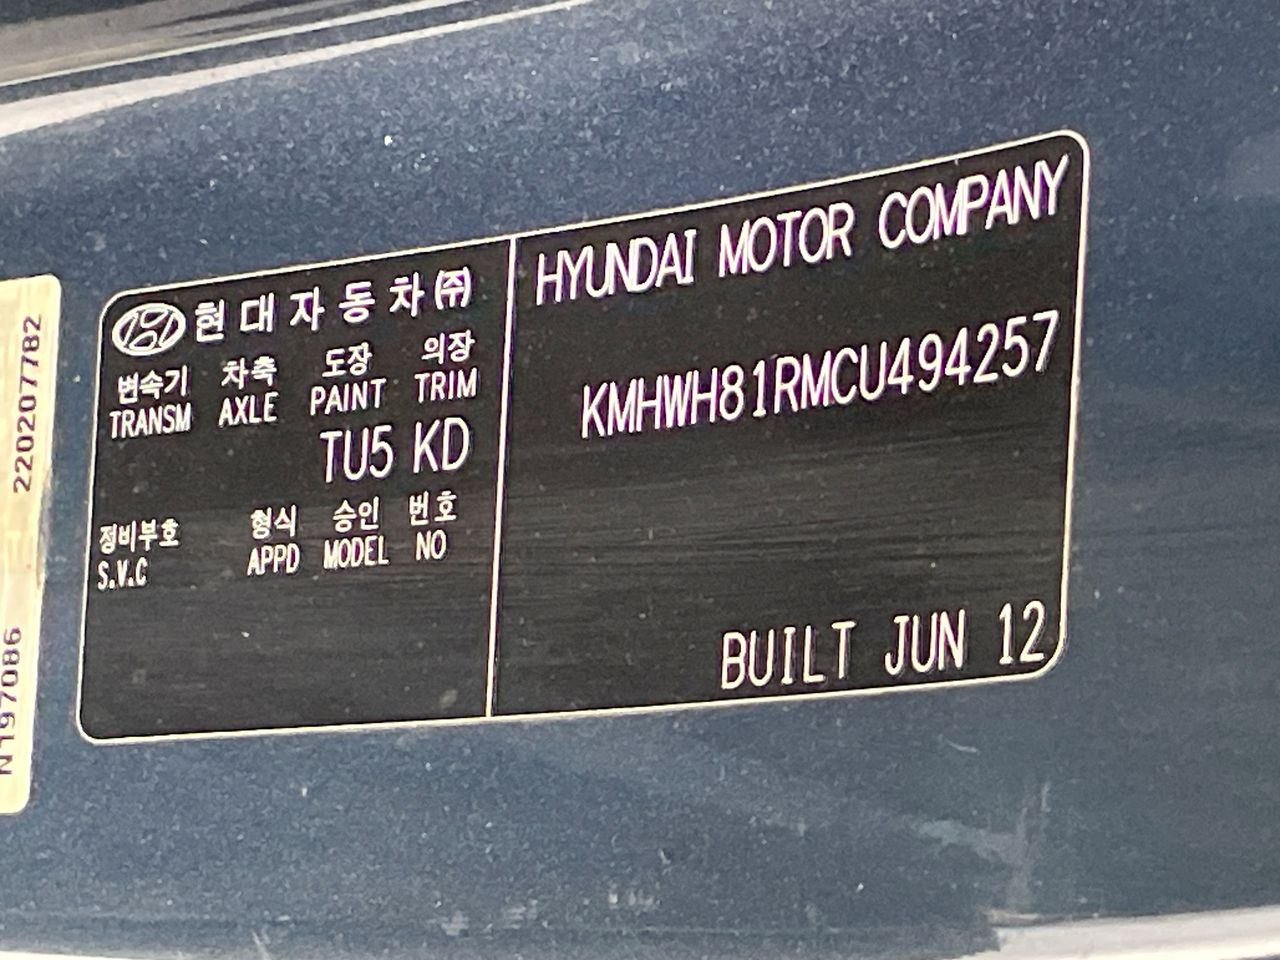 현대자동차㈜
변속기 차축 도장 의장
TRANSM AXLE PAINT TRIM
TU5 KD
정비부호 형식 승인 번호
S.V.C APPD MODEL NO
HYUNDAI MOTOR COMPANY
KMHWH81RMCU494257
BUILT JUN 12
220207782
N197086